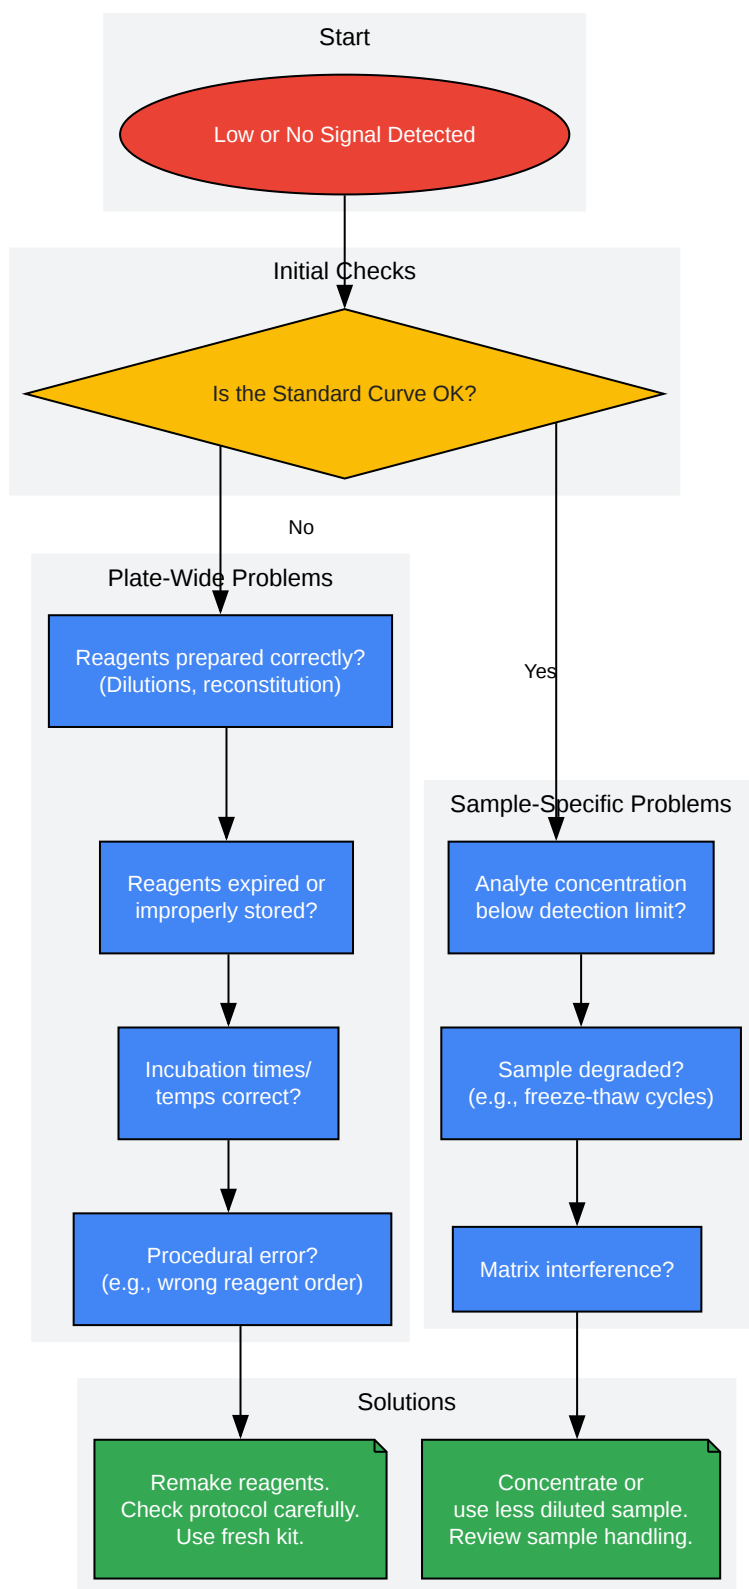 Start
Low or No Signal Detected
Initial Checks
Is the Standard Curve OK?
No
Plate-Wide Problems
Reagents prepared correctly?
(Dilutions, reconstitution)
Reagents expired or
improperly stored?
Incubation times/
temps correct?
Procedural error?
(e.g., wrong reagent order)
Yes
Sample-Specific Problems
Analyte concentration
below detection limit?
Sample degraded?
(e.g., freeze-thaw cycles)
Matrix interference?
Solutions
Remake reagents.
Check protocol carefully.
Use fresh kit.
Concentrate or
use less diluted sample.
Review sample handling.